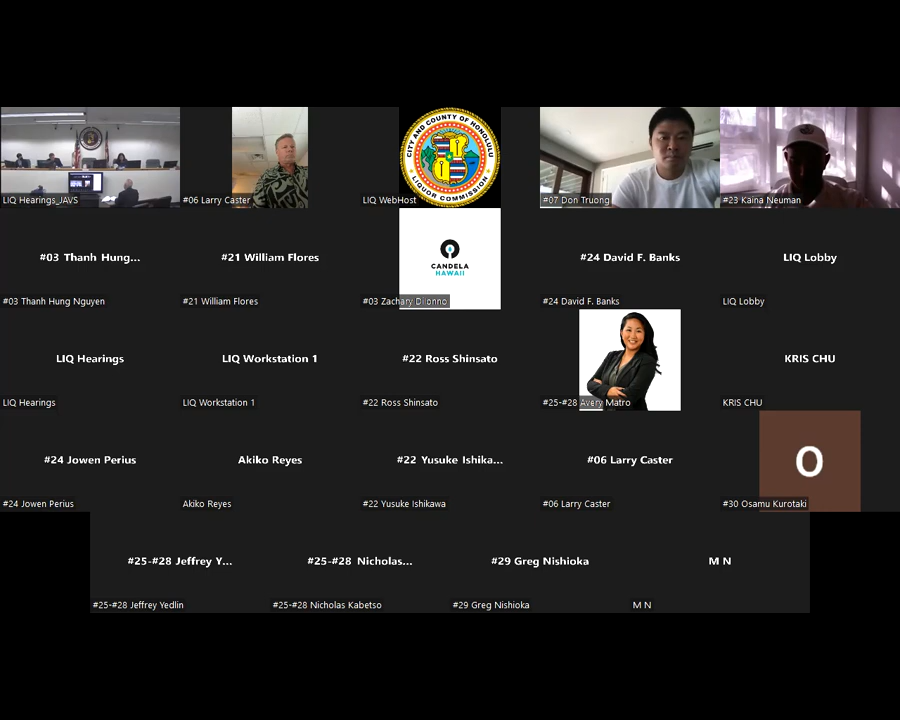 LIQ Hearings_JAVS
#06 Larry Caster
CITY AND COUNTY OF HONOLULU
LIQUOR COMMISSION
LIQ WebHost
#07 Don Truong
#23 Kaina Neuman
#03 Thanh Hung...
#03 Thanh Hung Nguyen
#21 William Flores
#21 William Flores
CANDELA
HAWAII
#03 Zachary DiIonno
#24 David F. Banks
#24 David F. Banks
LIQ Lobby
LIQ Lobby
LIQ Hearings
LIQ Hearings
LIQ Workstation 1
LIQ Workstation 1
#22 Ross Shinsato
#22 Ross Shinsato
#25-#28 Avery Matro
KRIS CHU
KRIS CHU
#24 Jowen Perius
#24 Jowen Perius
Akiko Reyes
Akiko Reyes
#22 Yusuke Ishika...
#22 Yusuke Ishikawa
#06 Larry Caster
#06 Larry Caster
O
#30 Osamu Kurotaki
#25-#28 Jeffrey Y...
#25-#28 Jeffrey Yedlin
#25-#28 Nicholas...
#25-#28 Nicholas Kabetso
#29 Greg Nishioka
#29 Greg Nishioka
M N
M N